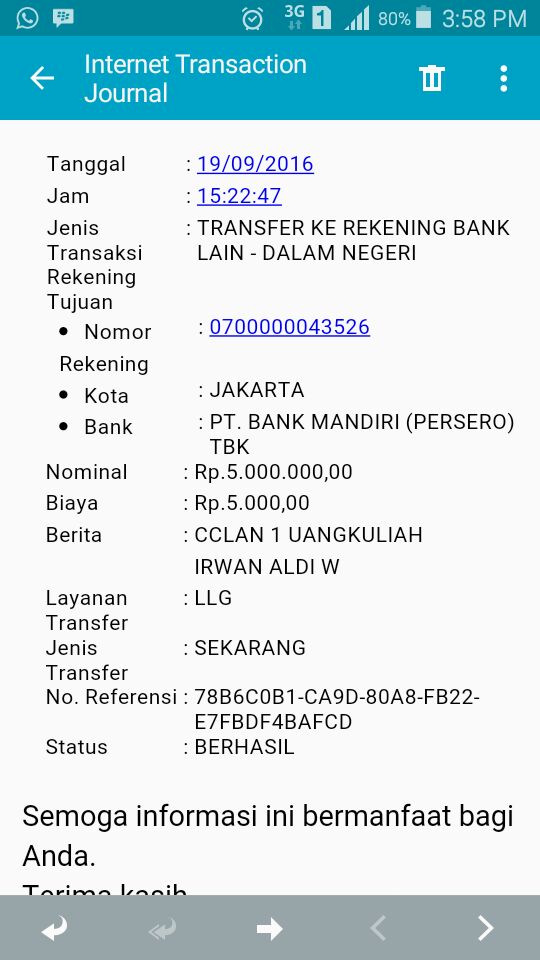 3G 1 80% 3:58 PM
Internet Transaction
Journal
Tanggal : 19/09/2016
Jam : 15:22:47
Jenis : TRANSFER KE REKENING BANK
Transaksi LAIN - DALAM NEGERI
Rekening
Tujuan
• Nomor : 0700000043526
Rekening
• Kota : JAKARTA
• Bank : PT. BANK MANDIRI (PERSERO)
TBK
Nominal : Rp.5.000.000,00
Biaya : Rp.5.000,00
Berita : CCLAN 1 UANGKULIAH
IRWAN ALDI W
Layanan : LLG
Transfer
Jenis : SEKARANG
Transfer
No. Referensi : 78B6C0B1-CA9D-80A8-FB22-
E7FBDF4BAFCD
Status : BERHASIL
Semoga informasi ini bermanfaat bagi
Anda.
Terima kasih